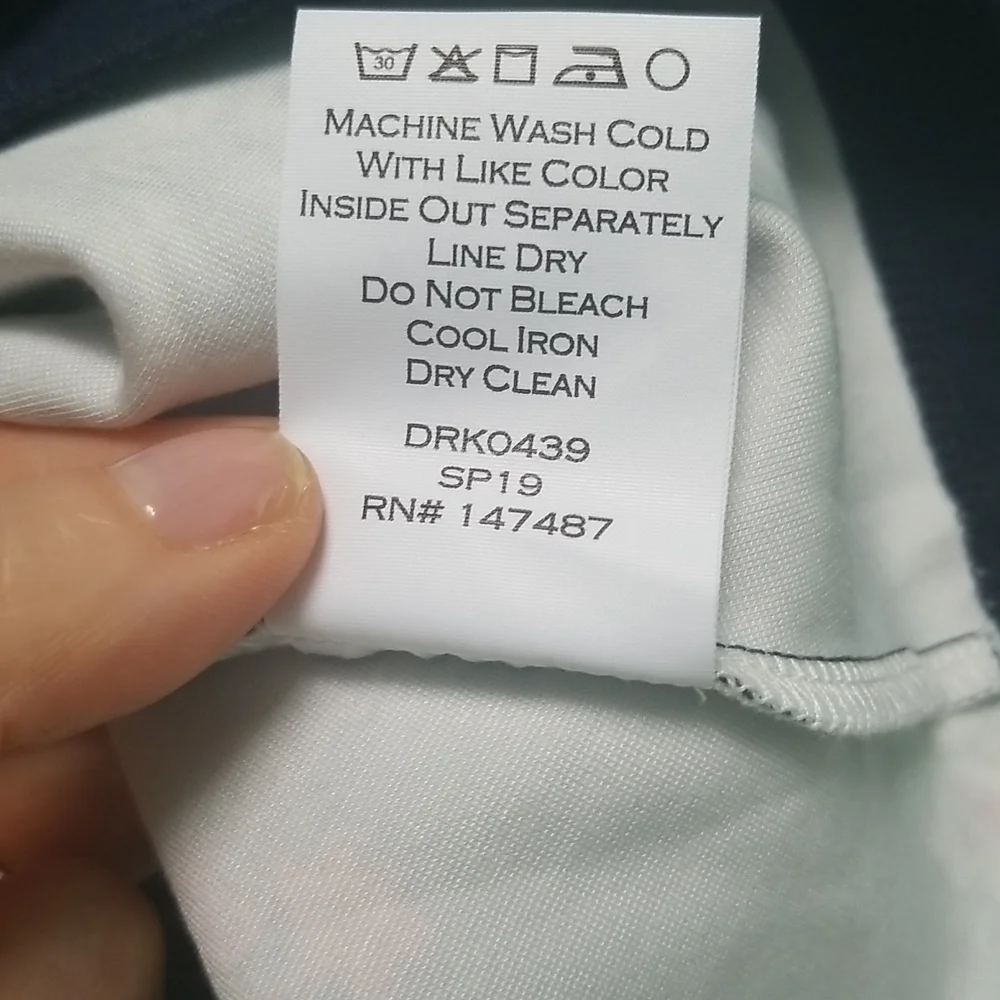 30
MACHINE WASH COLD
WITH LIKE COLOR
INSIDE OUT SEPARATELY
LINE DRY
DO NOT BLEACH
COOL IRON
DRY CLEAN
DRK0439
SP19
RN# 147487